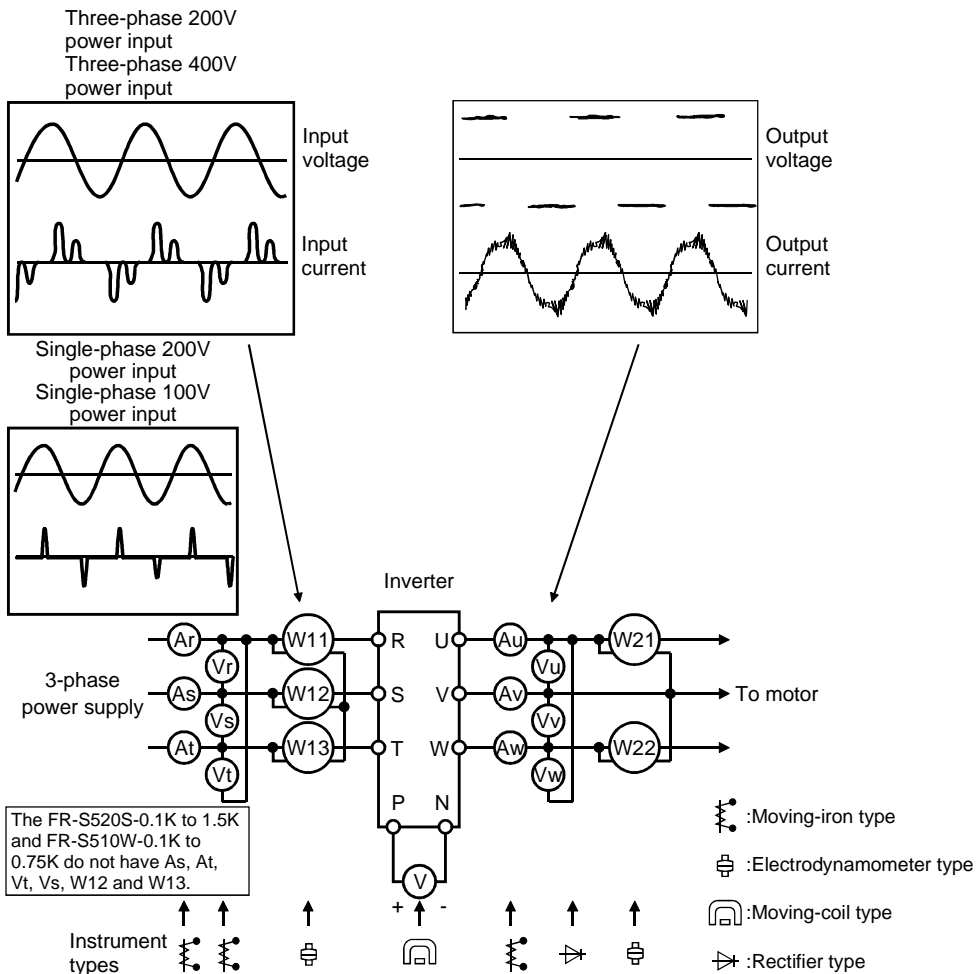 Three-phase 200V
power input
Three-phase 400V
power input
Input
voltage
Input
current
Output
voltage
Output
current
Single-phase 200V
power input
Single-phase 100V
power input
Inverter
Ar
W11
R
U
Au
W21
Vr
Vu
3-phase
power supply
As
W12
S
V
Av
To motor
Vs
Vv
At
W13
T
W
Aw
W22
Vt
Vw
P
N
The FR-S520S-0.1K to 1.5K
and FR-S510W-0.1K to
0.75K do not have As, At,
Vt, Vs, W12 and W13.
V
+ -
Instrument
types
:Moving-iron type
:Electrodynamometer type
:Moving-coil type
:Rectifier type